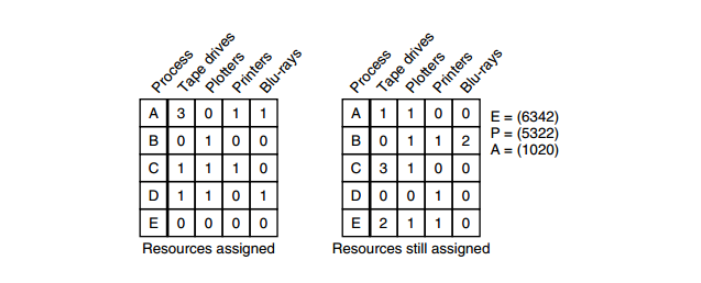 Process Tape drives Plotters Printers Blu-rays
A 3 0 1 1
B 0 1 0 0
C 1 1 1 0
D 1 1 0 1
E 0 0 0 0
Resources assigned
Process Tape drives Plotters Printers Blu-rays
A 1 1 0 0
B 0 1 1 2
C 3 1 0 0
D 0 0 1 0
E 2 1 1 0
Resources still assigned
E = (6342)
P = (5322)
A = (1020)